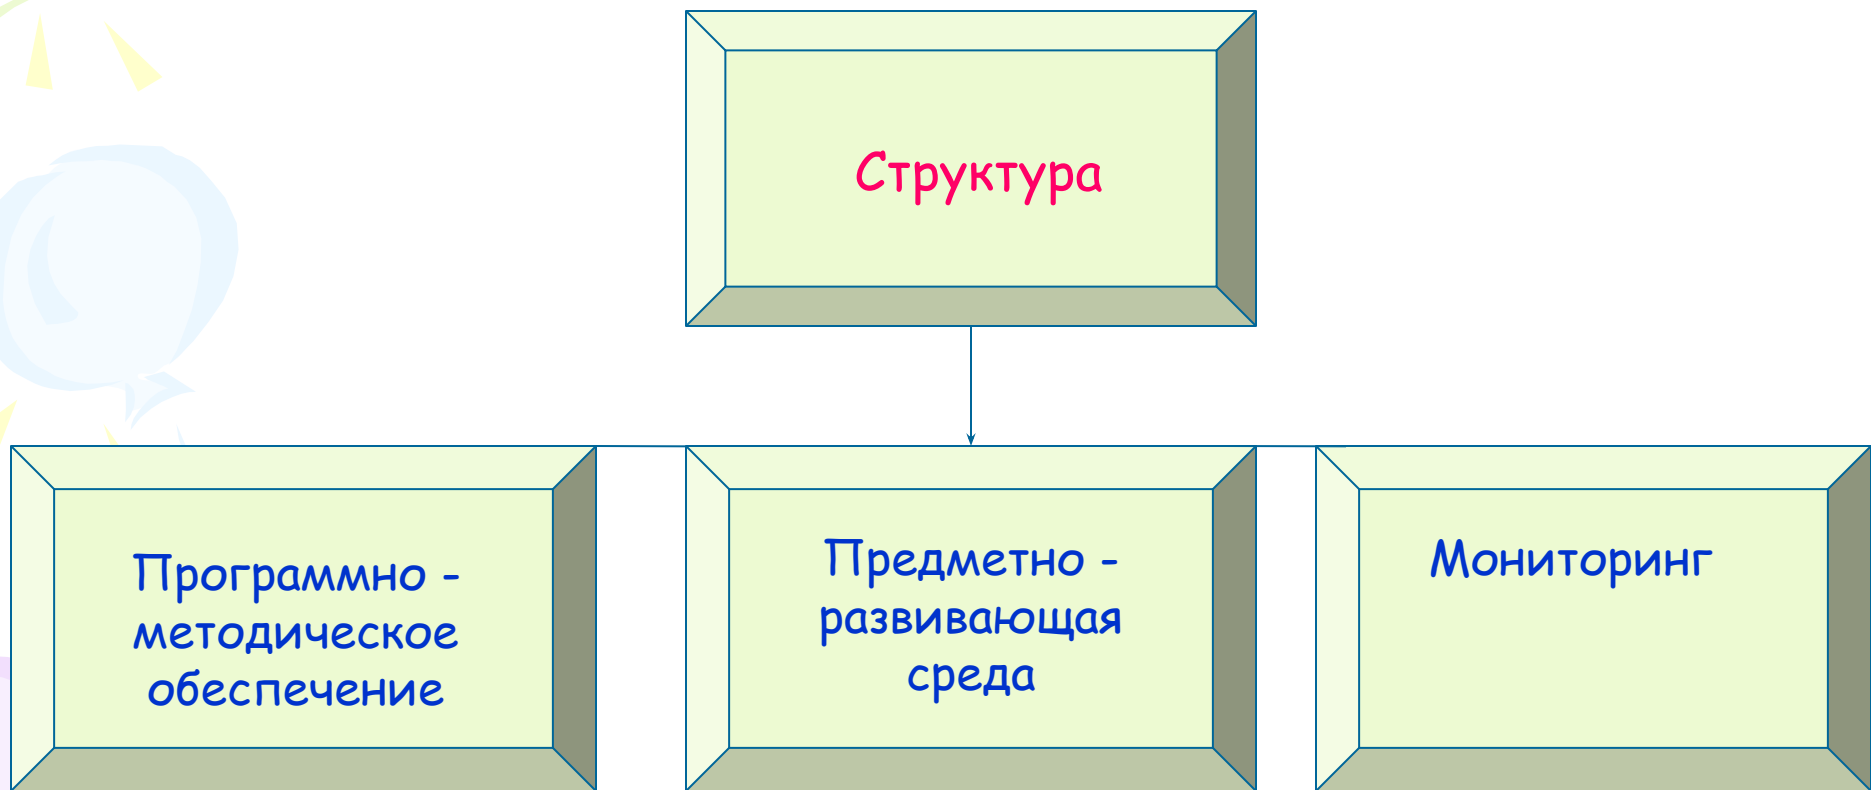 Структура
Программно -
методическое
обеспечение
Предметно -
развивающая
среда
Мониторинг